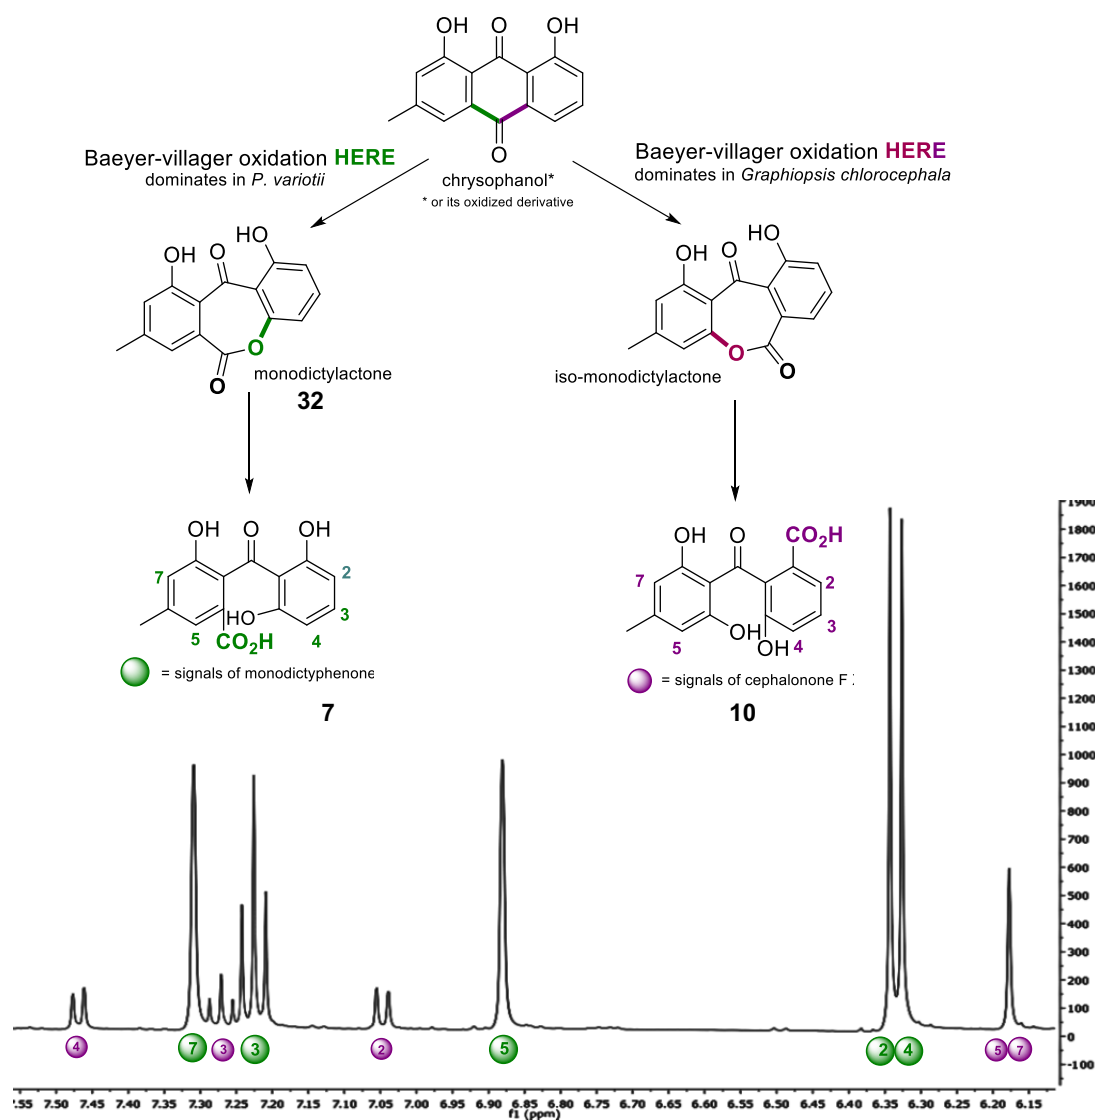 OH O OH
O
Baeyer-villager oxidation HERE
dominates in P. variotii
Baeyer-villager oxidation HERE
dominates in Graphiopsis chlorocephala
chrysophanol*
* or its oxidized derivative
OH O HO
O
O
monodictylactone
32
OH O HO
O
O
iso-monodictylactone
OH O OH
7
2
HO
3
5
CO2H
4
= signals of monodictyphenone
7
OH O CO2H
7
2
3
5
OH
OH
4
= signals of cephalonone F
10
1900
1800
1700
1600
1500
1400
1300
1200
1100
1000
900
800
700
600
500
400
300
200
100
0
-100
4 7 3 3 2 5 2 4 5 7
.55 7.50 7.45 7.40 7.35 7.30 7.25 7.20 7.15 7.10 7.05 7.00 6.95 6.90 6.85 6.80 6.75 6.70 6.65 6.60 6.55 6.50 6.45 6.40 6.35 6.30 6.25 6.20 6.15
f1 (ppm)